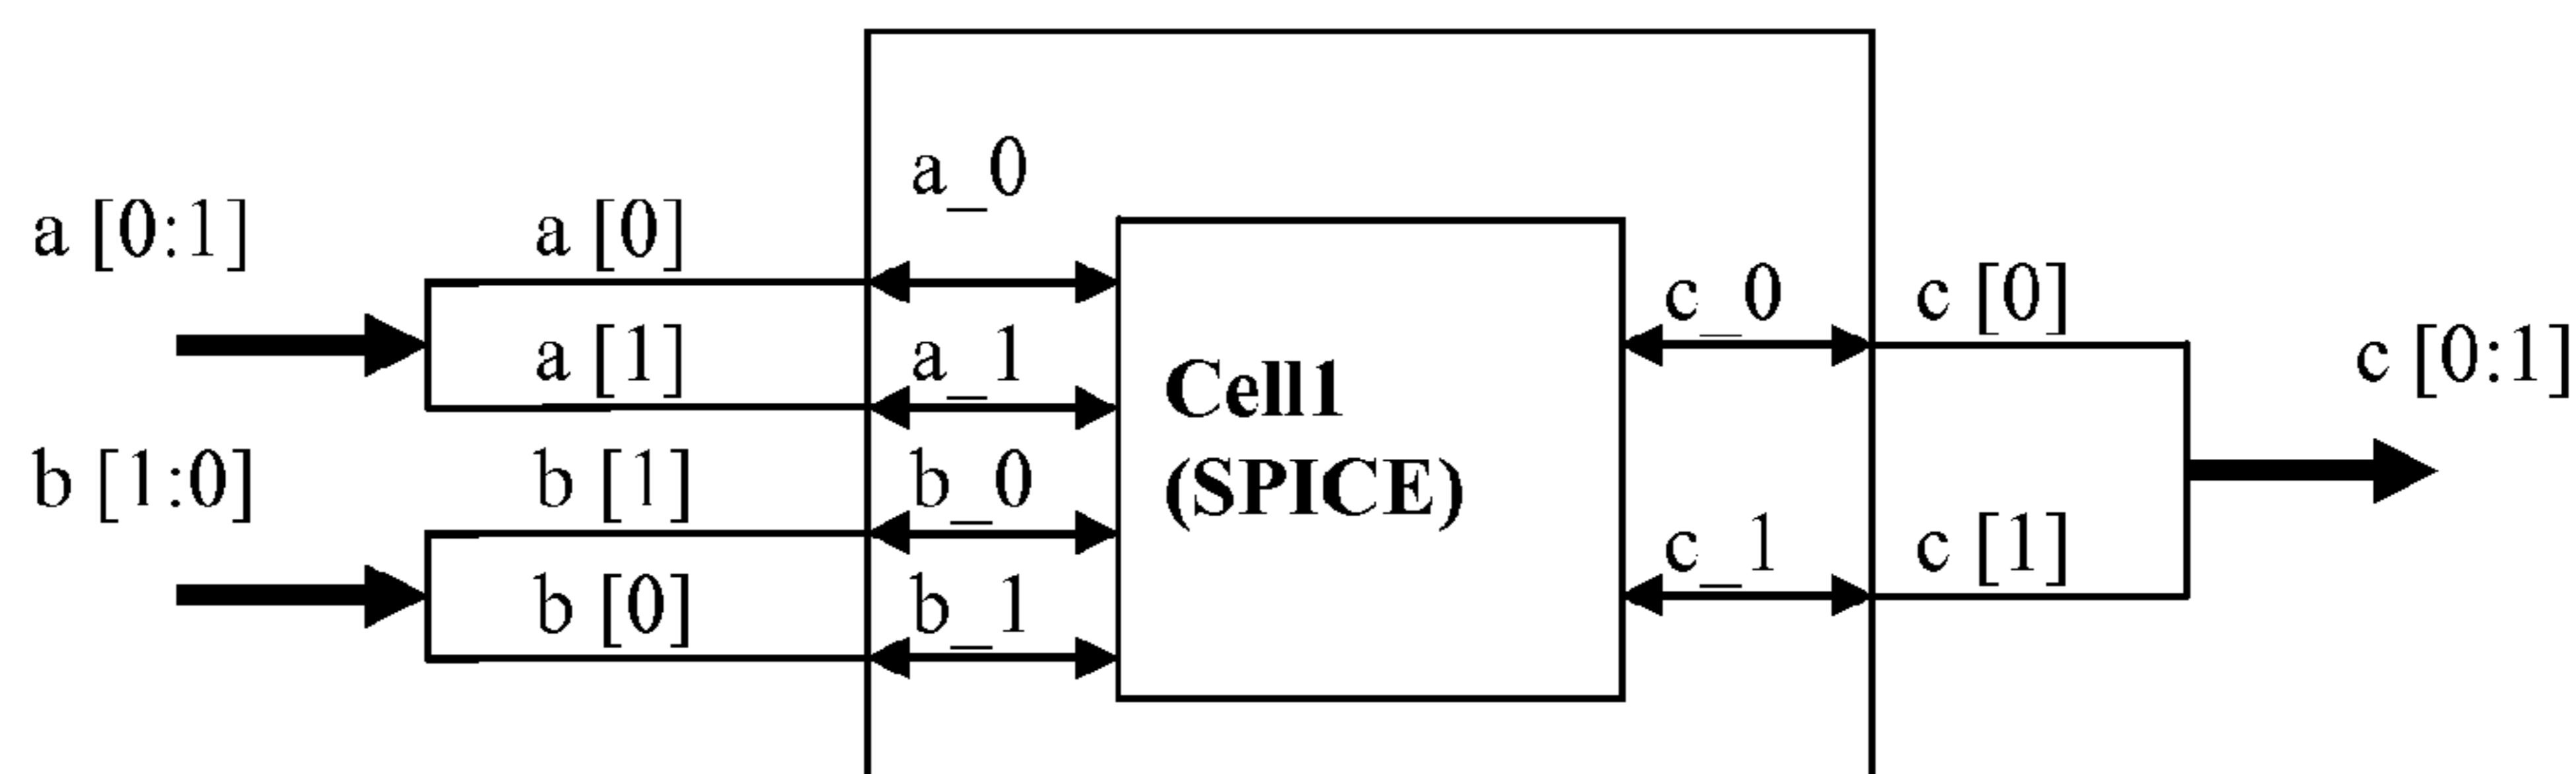 a_0
a [0:1]
a [0]
a [1]
a_1
b [1:0]
b [1]
b_0
b [0]
b_1
Cell1
(SPICE)
c_0
c [0]
c [0:1]
c_1
c [1]